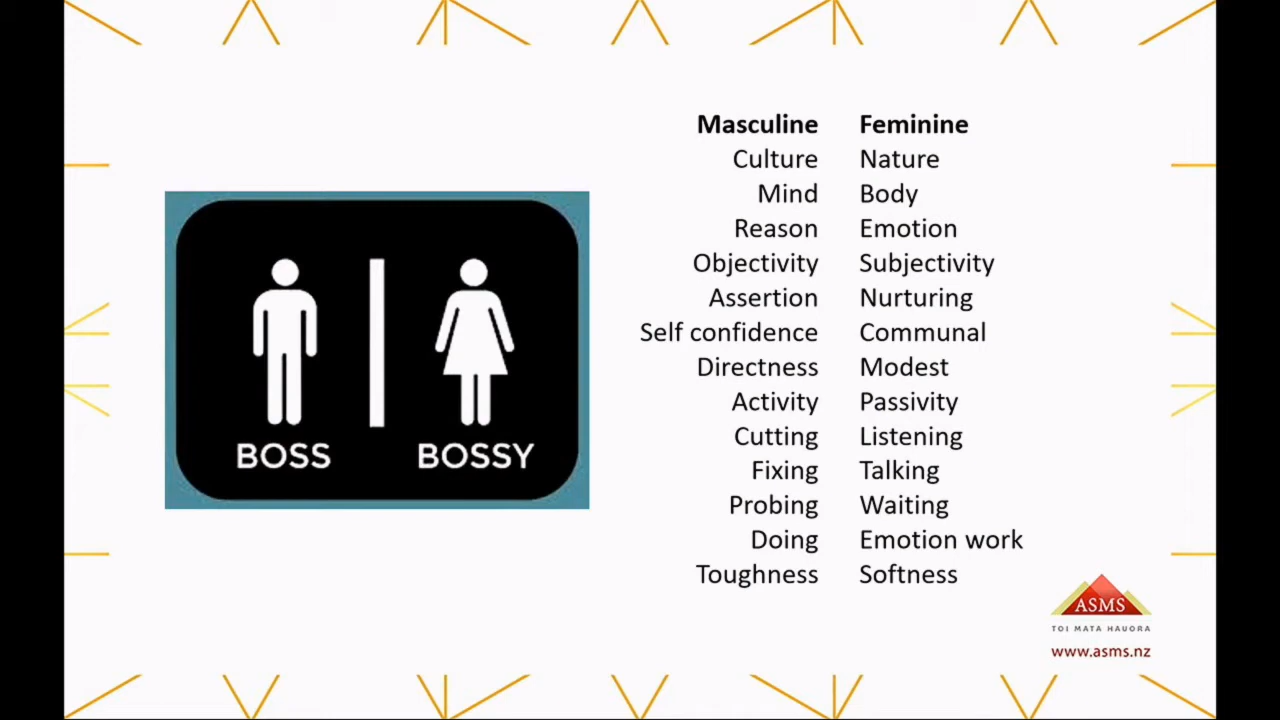 BOSS
BOSSY
Masculine Feminine
Culture Nature
Mind Body
Reason Emotion
Objectivity Subjectivity
Assertion Nurturing
Self confidence Communal
Directness Modest
Activity Passivity
Cutting Listening
Fixing Talking
Probing Waiting
Doing Emotion work
Toughness Softness
ASMS
TOI MATA HAUORA
www.asms.nz